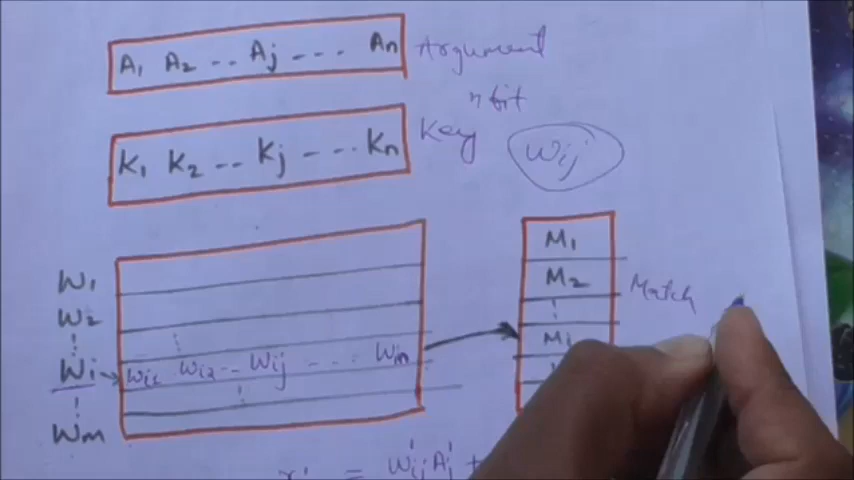 A₁ A₂ .. Aj .... An Argument
n bit
K₁ K₂ .. Kj ---. Kn Key
Wij
M₁
W₁
M₂ Match
W₂
Mi
Wi Wi₁ Wi₂ -- Wij .... Win
Wm
= W'ij A'j +